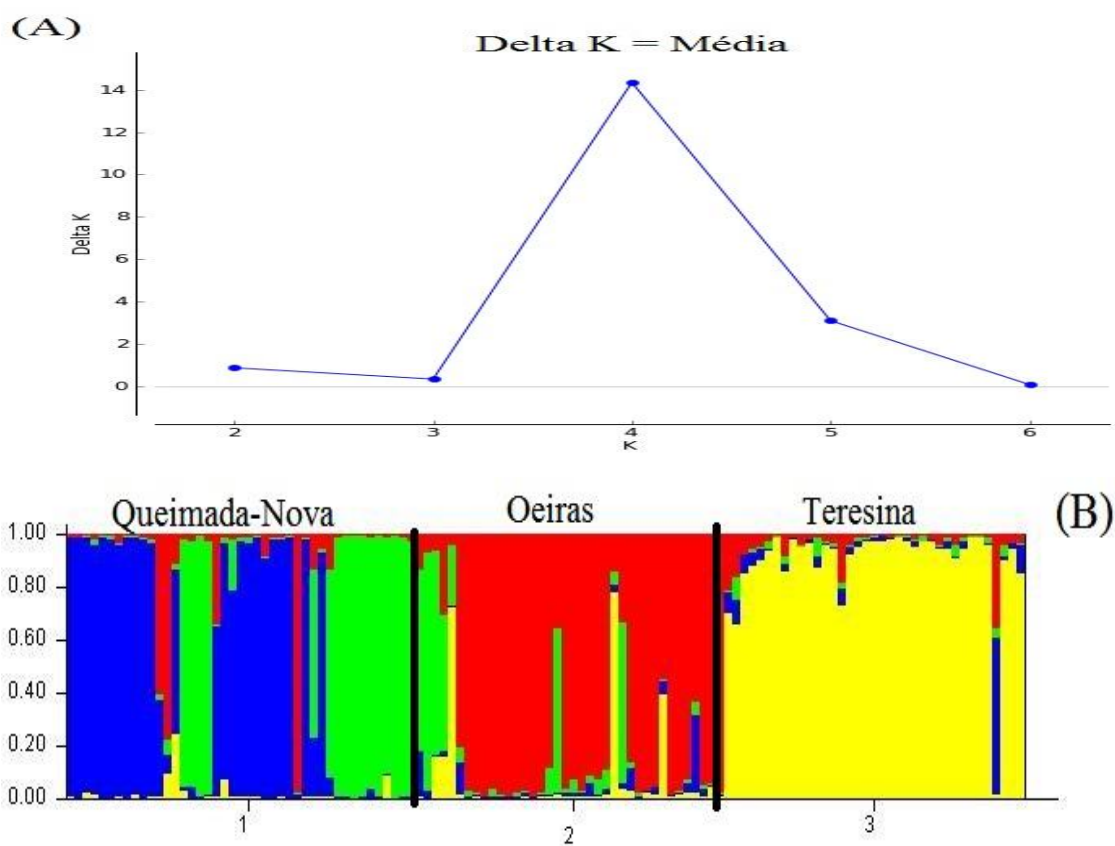 (A)
Delta K = Média
14
12
10
8
6
4
2
0
Delta K
2 3 4 5 6
K
Queimada-Nova Oeiras Teresina (B)
1.00
0.80
0.60
0.40
0.20
0.00
1 2 3